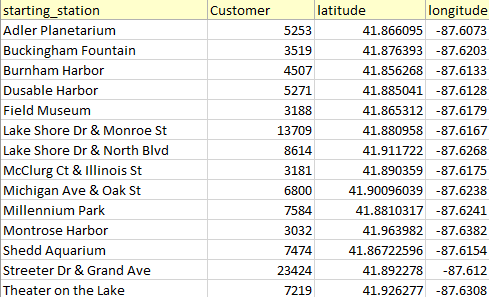 starting_station Customer latitude longitude
Adler Planetarium 5253 41.866095 -87.6073
Buckingham Fountain 3519 41.876393 -87.6203
Burnham Harbor 4507 41.856268 -87.6133
Dusable Harbor 5271 41.885041 -87.6128
Field Museum 3188 41.865312 -87.6179
Lake Shore Dr & Monroe St 13709 41.880958 -87.6167
Lake Shore Dr & North Blvd 8614 41.911722 -87.6268
McClurg Ct & Illinois St 3181 41.890359 -87.6175
Michigan Ave & Oak St 6800 41.90096039 -87.6238
Millennium Park 7584 41.8810317 -87.6241
Montrose Harbor 3032 41.963982 -87.6382
Shedd Aquarium 7474 41.86722596 -87.6154
Streeter Dr & Grand Ave 23424 41.892278 -87.612
Theater on the Lake 7219 41.926277 -87.6308